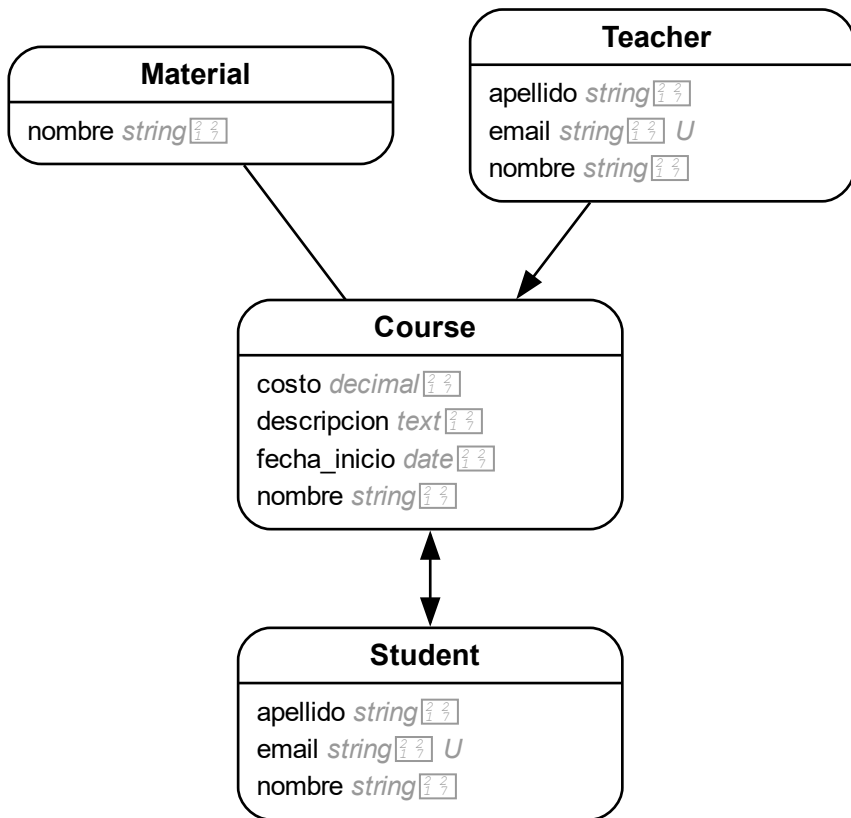 Material
nombre string
Teacher
apellido string
email string U
nombre string
Course
costo decimal
descripcion text
fecha_inicio date
nombre string
Student
apellido string
email string U
nombre string